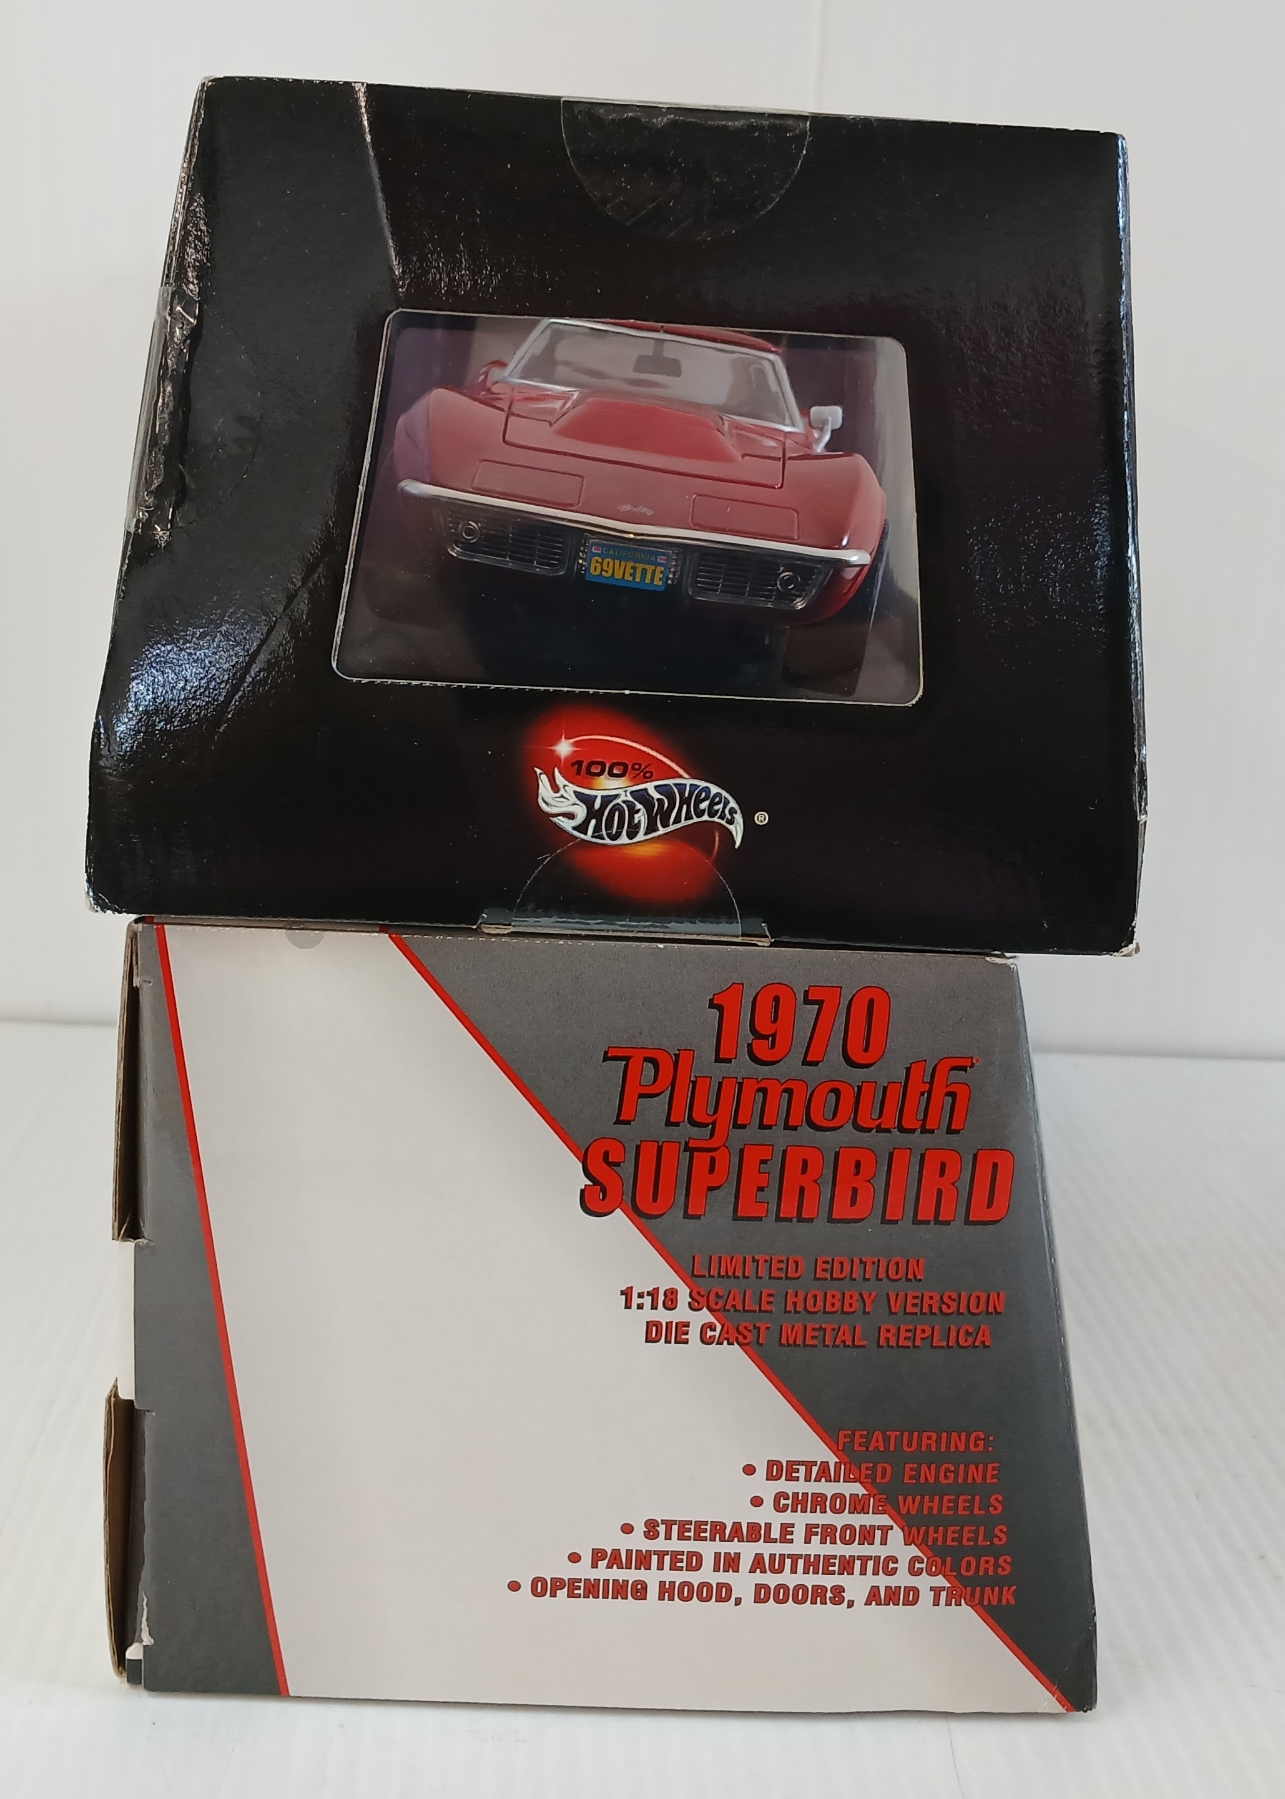 CALIFORNIA
69VETTE
100%
HOT WHEELS ®
1970
Plymouth
SUPERBIRD
LIMITED EDITION
1:18 SCALE HOBBY VERSION
DIE CAST METAL REPLICA
FEATURING:
• DETAILED ENGINE
• CHROME WHEELS
• STEERABLE FRONT WHEELS
• PAINTED IN AUTHENTIC COLORS
• OPENING HOOD, DOORS, AND TRUNK